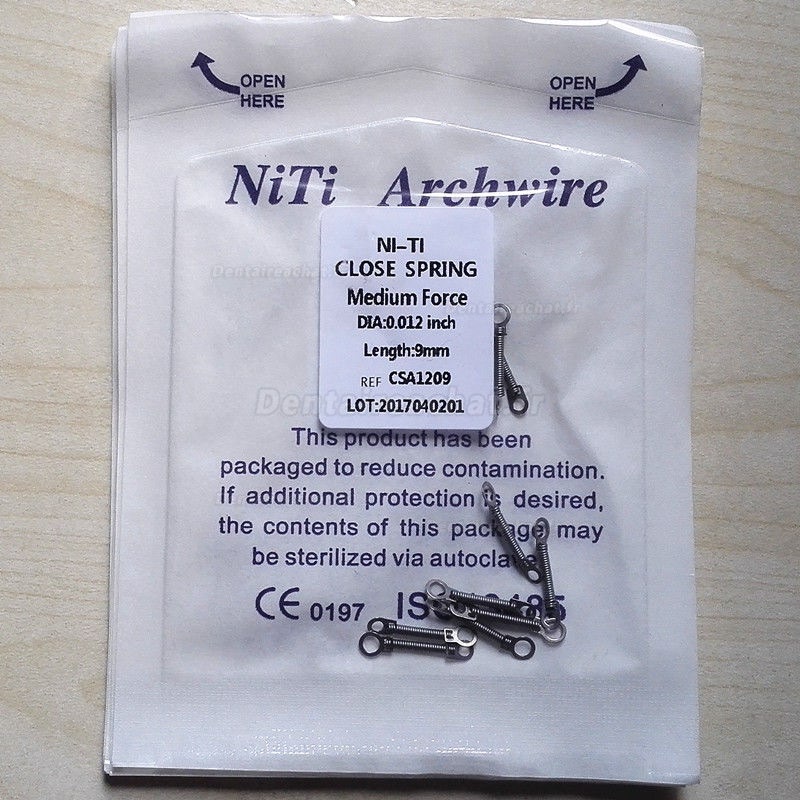 OPEN
HERE
OPEN
HERE
NiTi Archwire
NI-TI
CLOSE SPRING
Medium Force
DIA:0.012 inch
Length:9mm
REF CSA1209
LOT:2017040201
Dentaireachat.fr
This product has been
packaged to reduce contamination.
If additional protection is desired,
the contents of this package may
be sterilized via autoclave
CE 0197